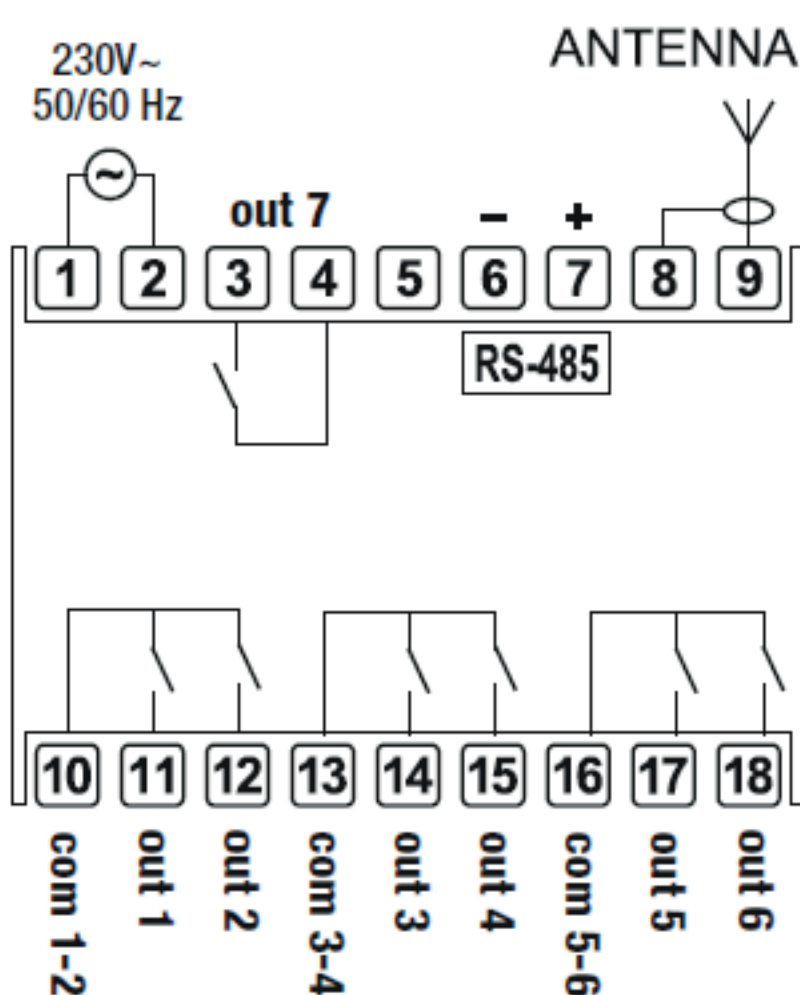 230V~
50/60 Hz
ANTENNA
~
out 7
- +
1 2 3 4 5 6 7 8 9
RS-485
10 11 12 13 14 15 16 17 18
com 1-2
out 1
out 2
com 3-4
out 3
out 4
com 5-6
out 5
out 6